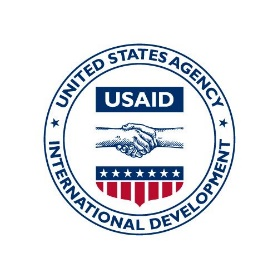 UNITED STATES AGENCY
USAID
INTERNATIONAL DEVELOPMENT